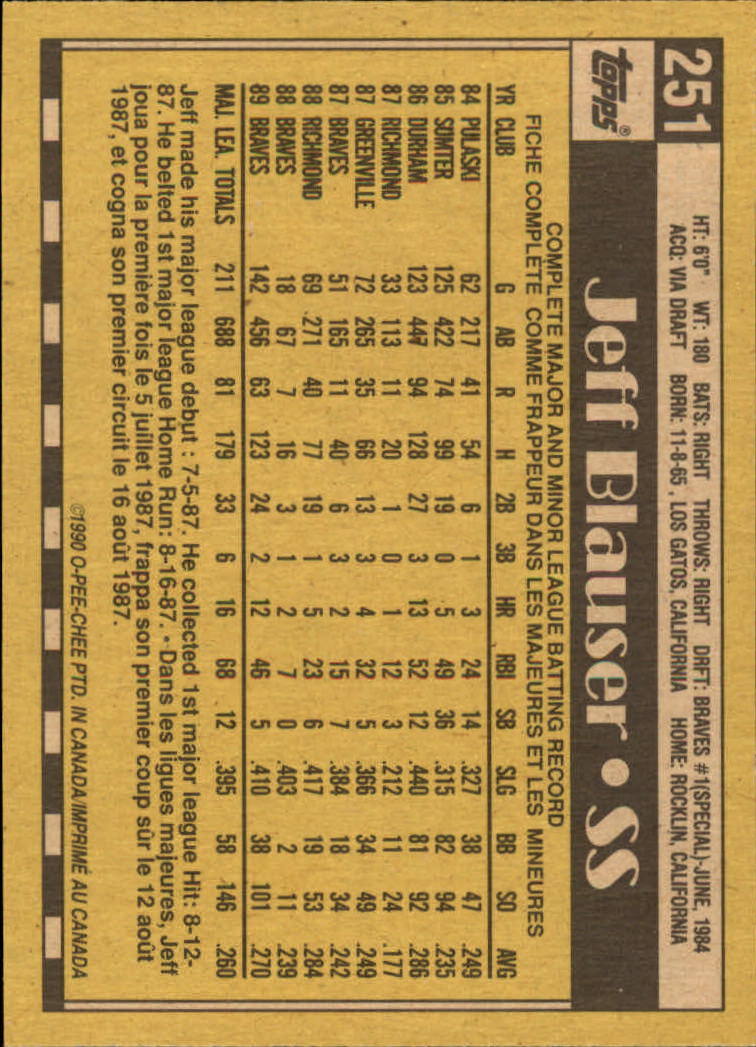 251
HT: 6'0" WT: 180 BATS: RIGHT THROWS: RIGHT DRFT: BRAVES #1(SPECIAL)-JUNE, 1984
ACQ: VIA DRAFT BORN: 11-8-65, LOS GATOS, CALIFORNIA HOME: ROCKLIN, CALIFORNIA
topps®
Jeff Blauser • SS
COMPLETE MAJOR AND MINOR LEAGUE BATTING RECORD
FICHE COMPLÈTE COMME FRAPPEUR DANS LES MAJEURES ET LES MINEURES
YR CLUB G AB R H 2B 3B HR RBI SB SLG BB SO AVG
84 PULASKI 62 217 41 54 6 1 3 24 14 .327 38 47 .249
85 SUMTER 125 422 74 99 19 0 5 49 36 .315 82 94 .235
86 DURHAM 123 447 94 128 27 3 13 52 12 .440 81 92 .286
87 RICHMOND 33 113 11 20 1 0 1 12 3 .212 11 24 .177
87 GREENVILLE 72 265 35 66 13 3 4 32 5 .366 34 49 .249
87 BRAVES 51 165 11 40 6 3 2 15 7 .384 18 34 .242
88 RICHMOND 69 271 40 77 19 1 5 23 6 .417 19 53 .284
88 BRAVES 18 67 7 16 3 1 2 7 0 .403 2 11 .239
89 BRAVES 142 456 63 123 24 2 12 46 5 .410 38 101 .270
MAJ. LEA. TOTALS 211 688 81 179 33 6 16 68 12 .395 58 146 .260
Jeff made his major league debut : 7-5-87. He collected 1st major league Hit: 8-12-
87. He belted 1st major league Home Run: 8-16-87. • Dans les ligues majeures, Jeff
joua pour la première fois le 5 juillet 1987, frappa son premier coup sûr le 12 août
1987, et cogna son premier circuit le 16 août 1987.
©1990 O-PEE-CHEE PTD. IN CANADA/IMPRIMÉ AU CANADA